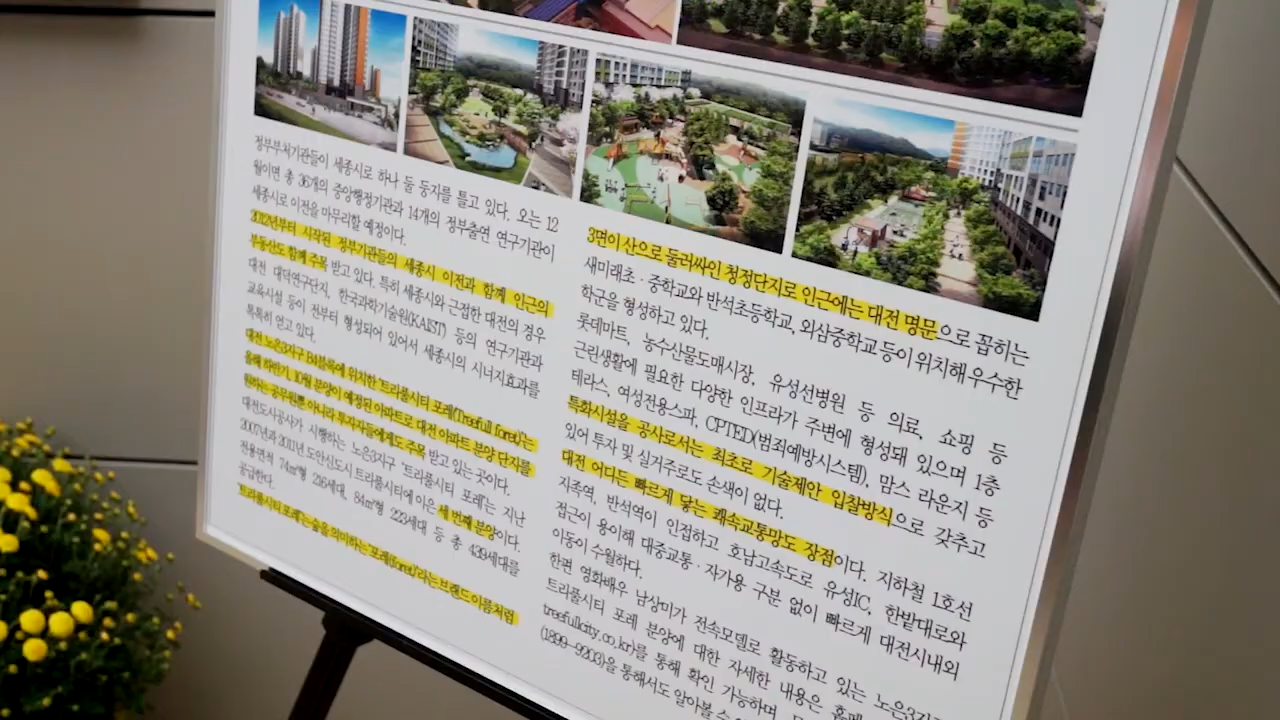 정부부처기관들이 세종시로 하나 둘 둥지를 틀고 있다. 오는 12
월이면 총 36개의 중앙행정기관과 14개의 정부출연 연구기관이
세종시로 이전을 마무리할 예정이다.
2012년부터 시작된 정부기관들의 세종시 이전과 함께 인근의
부동산도 함께 주목 받고 있다. 특히 세종시와 근접한 대전의 경우
대전 대덕연구단지, 한국과학기술원(KAIST) 등의 연구기관과
교육시설 등이 전부터 형성되어 있어서 세종시의 시너지효과를
톡톡히 얻고 있다.
대전 노은3지구 B4블록에 위치한 '트리풀시티 포레(Treefull foret)'는
올해 하반기, 10월 분양이 예정된 아파트로 대전 아파트 분양 단지를
원하는 공무원뿐 아니라 투자자들에게도 주목 받고 있는 곳이다.
대전도시공사가 시행하는 노은3지구 '트리풀시티 포레'는 지난
2007년과 2011년 도안신도시 트리풀시티에 이은 세 번째 분양이다.
전용면적 74㎡형 216세대, 84㎡형 223세대 등 총 439세대를
공급한다.
트리풀시티 포레'는 숲을 의미하는 '포레(foret)'라는 브랜드 이름처럼
3면이 산으로 둘러싸인 청정단지로 인근에는 대전 명문으로 꼽히는
새미래초·중학교와 반석초등학교, 외삼중학교 등이 위치해 우수한
학군을 형성하고 있다.
롯데마트, 농수산물도매시장, 유성선병원 등 의료, 쇼핑 등
근린생활에 필요한 다양한 인프라가 주변에 형성돼 있으며 1층
테라스, 여성전용스파, CPTED(범죄예방시스템), 맘스 라운지 등
특화시설을 공사로서는 최초로 기술제안 입찰방식으로 갖추고
있어 투자 및 실거주로도 손색이 없다.
대전 어디든 빠르게 닿는 쾌속교통망도 장점이다. 지하철 1호선
지족역, 반석역이 인접하고 호남고속도로 유성IC, 한밭대로와
접근이 용이해 대중교통·자가용 구분 없이 빠르게 대전시내외
이동이 수월하다.
한편 영화배우 남상미가 전속모델로 활동하고 있는 노은3지구
트리풀시티 포레 분양에 대한 자세한 내용은 홈페
treefullcity.co.kr)를 통해 확인 가능하며
(1899-9203)을 통해서도 알아볼 수